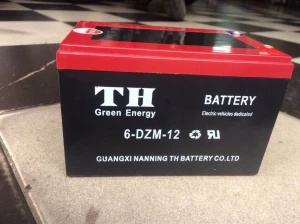 TH
Green Energy
BATTERY
Electric vehicles dedicated
6-DZM-12
GUANGXI NANNING TH BATTERY CO.LTD